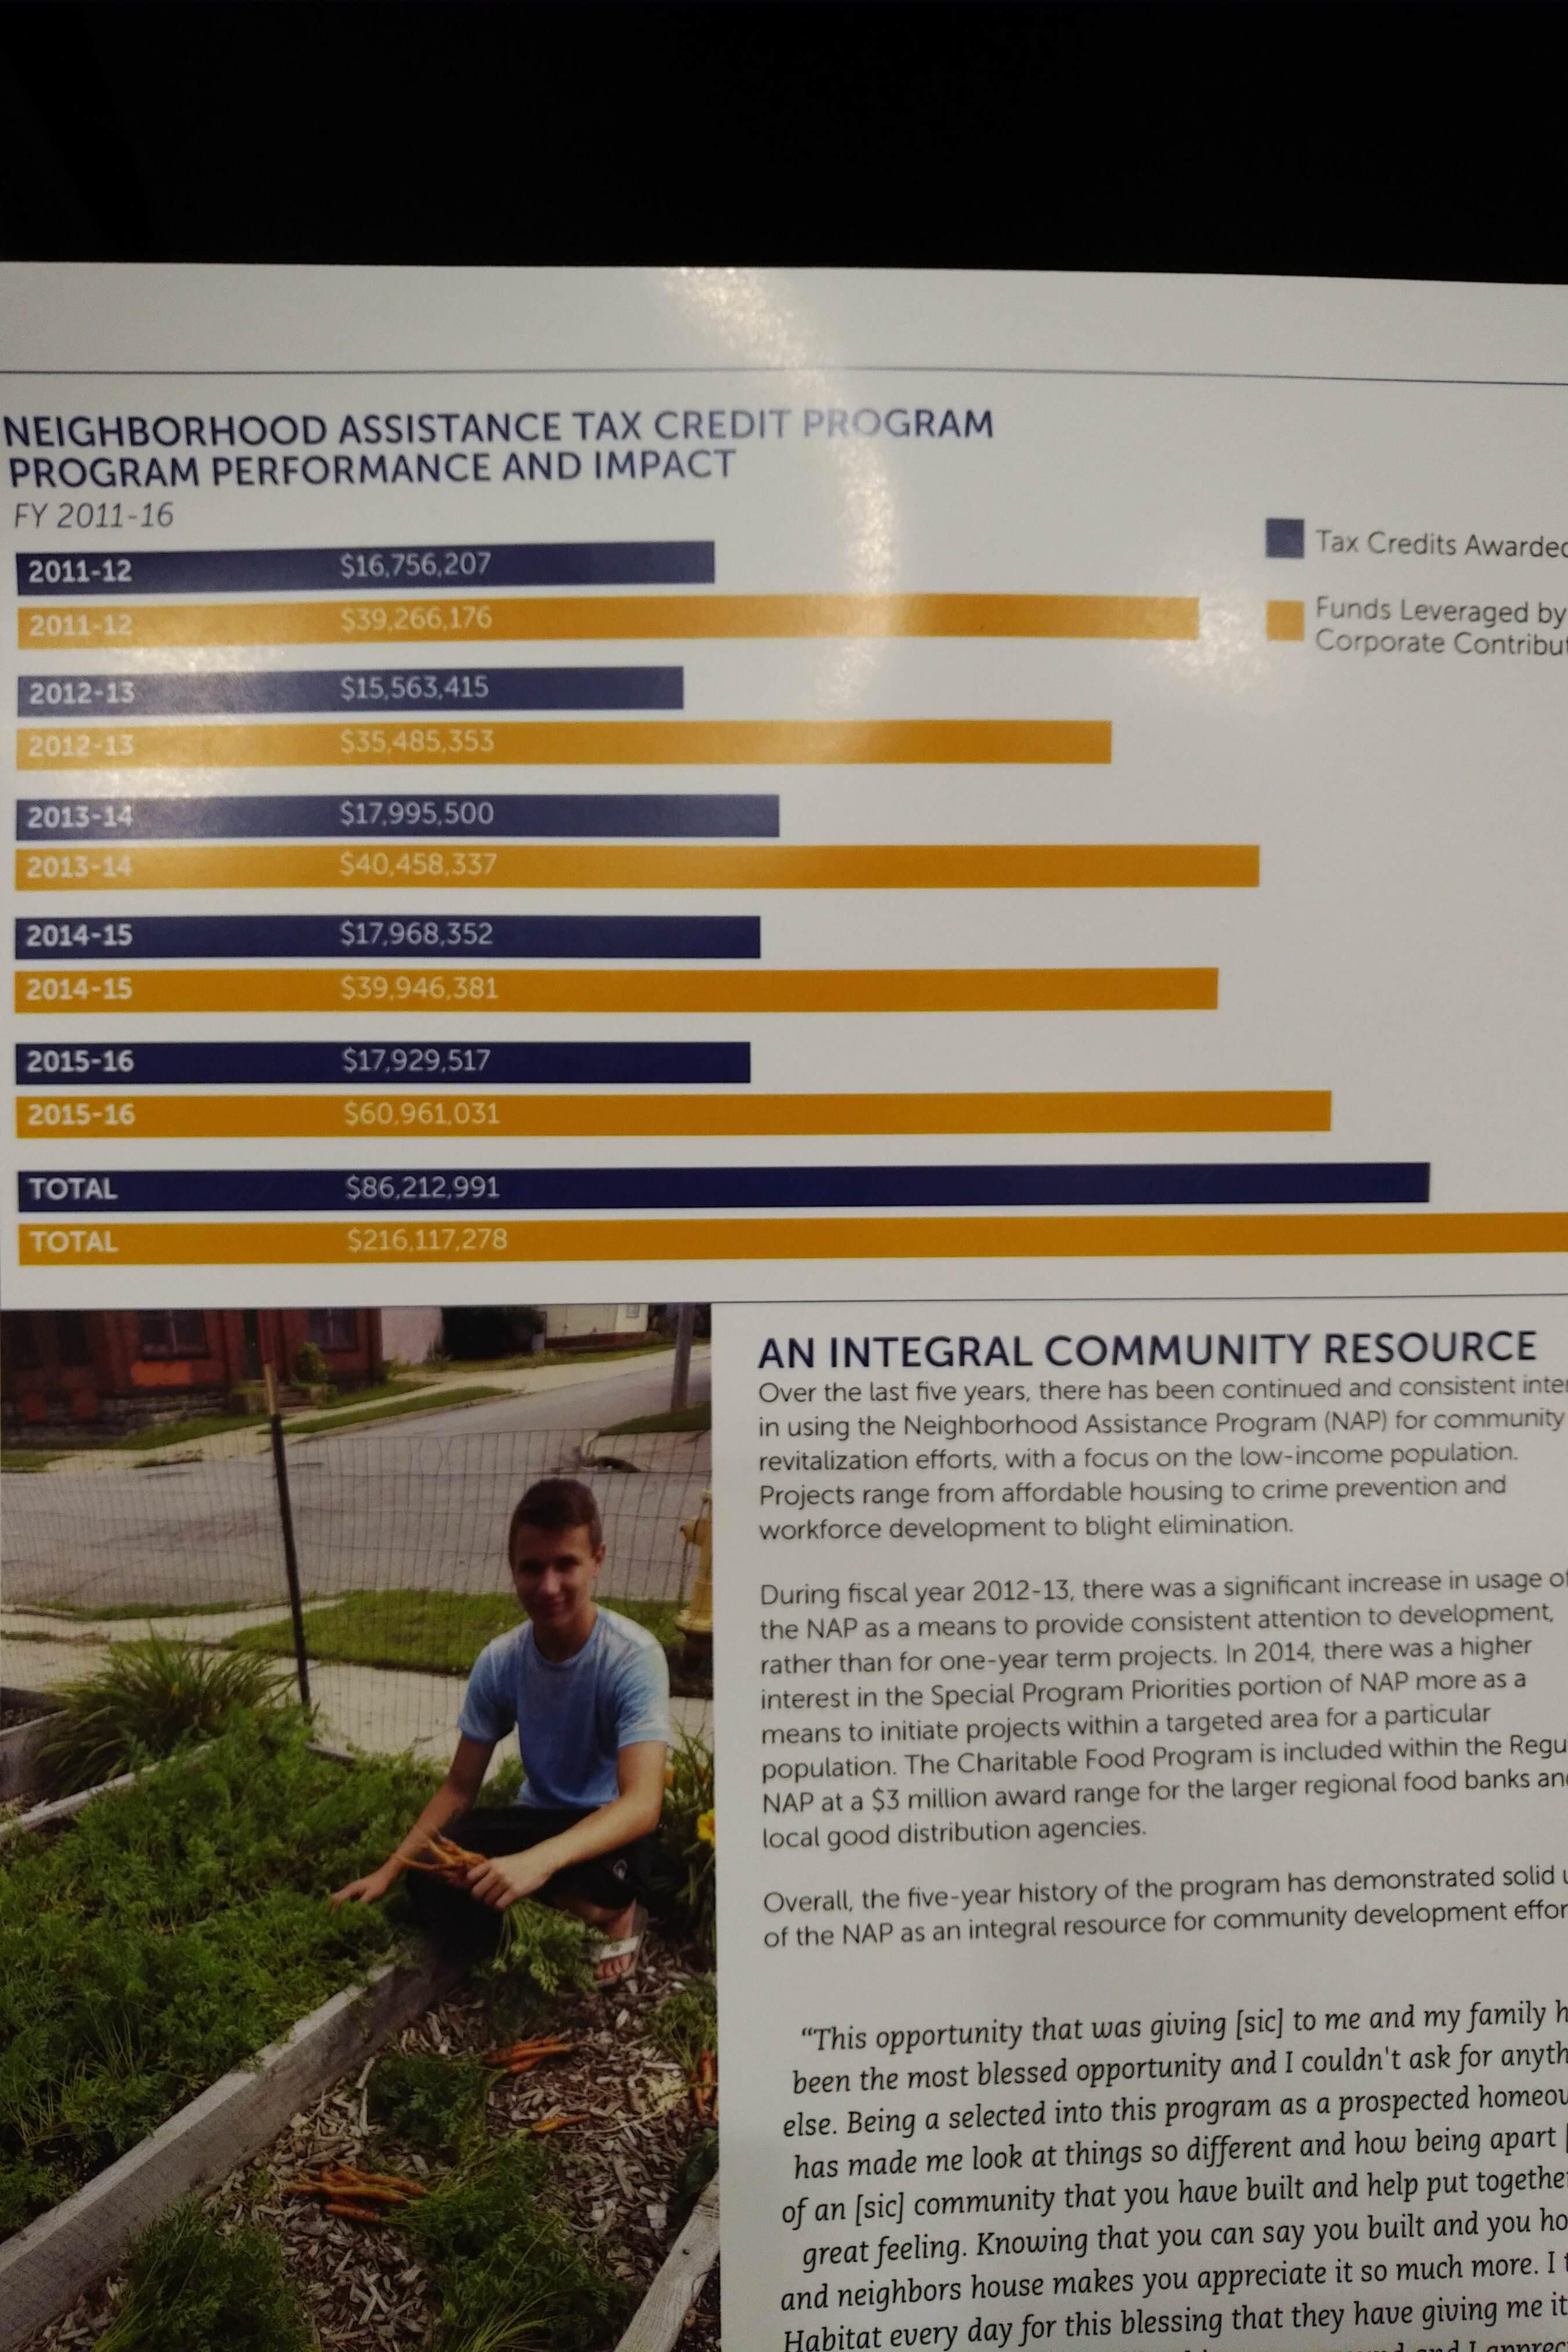 NEIGHBORHOOD ASSISTANCE TAX CREDIT PROGRAM
PROGRAM PERFORMANCE AND IMPACT
FY 2011-16
Tax Credits Awarded
Funds Leveraged by
Corporate
2011-12 $16,756,207
2011-12 $39,266,176
2012-13 $15,563,415
2012-13 $35,485,353
2013-14 $17,995,500
2013-14 $40,458,337
2014-15 $17,968,352
2014-15 $39,946,381
2015-16 $17,929,517
2015-16 $60,961,031
TOTAL $86,212,991
TOTAL $216,117,278
AN INTEGRAL COMMUNITY RESOURCE
Over the last five years, there has been continued and consistent
in using the Neighborhood Assistance Program (NAP) for community
revitalization efforts, with a focus on the low-income population.
Projects range from affordable housing to crime prevention and
workforce development to blight elimination.
During fiscal year 2012-13, there was a significant increase in usage of
the NAP as a means to provide consistent attention to development,
rather than for one-year term projects. In 2014, there was a higher
interest in the Special Program Priorities portion of NAP more as a
means to initiate projects within a targeted area for a particular
population. The Charitable Food Program is included within the
NAP at a $3 million award range for the larger regional food banks and
local good distribution agencies.
Overall, the five-year history of the program has demonstrated solid
of the NAP as an integral resource for community development
“This opportunity that was giving [sic] to me and my family
been the most blessed opportunity and I couldn't ask for
else. Being a selected into this program as a prospected
has made me look at things so different and how being apart
of an [sic] community that you have built and help put together
great feeling. Knowing that you can say you built and you
and neighbors house makes you appreciate it so much more. I
Habitat every day for this blessing that they have giving me it